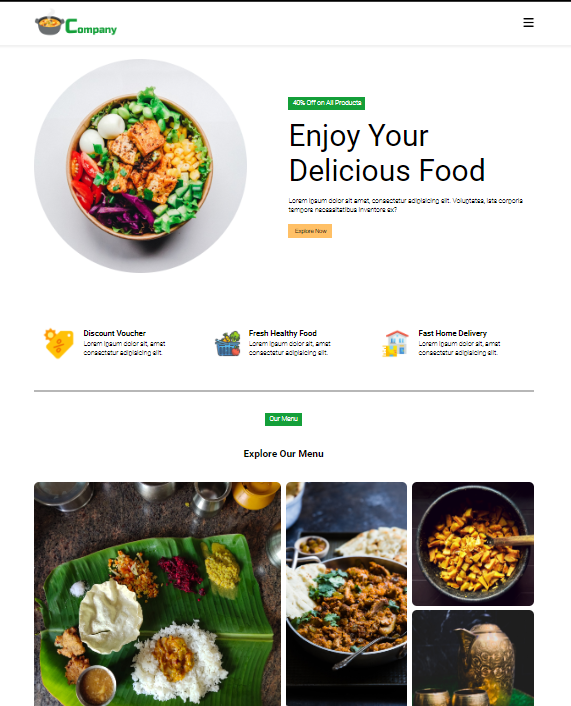 Company
40% Off on All Products
Enjoy Your
Delicious Food
Lorem ipsum dolor sit amet, consectetur adipisicing elit. Voluptates, iste corporis
tempora necessitatibus inventore ex?
Explore Now
Discount Voucher
Lorem ipsum dolor sit, amet
consectetur adipisicing elit.
Fresh Healthy Food
Lorem ipsum dolor sit, amet
consectetur adipisicing elit.
Fast Home Delivery
Lorem ipsum dolor sit, amet
consectetur adipisicing elit.
Our Menu
Explore Our Menu